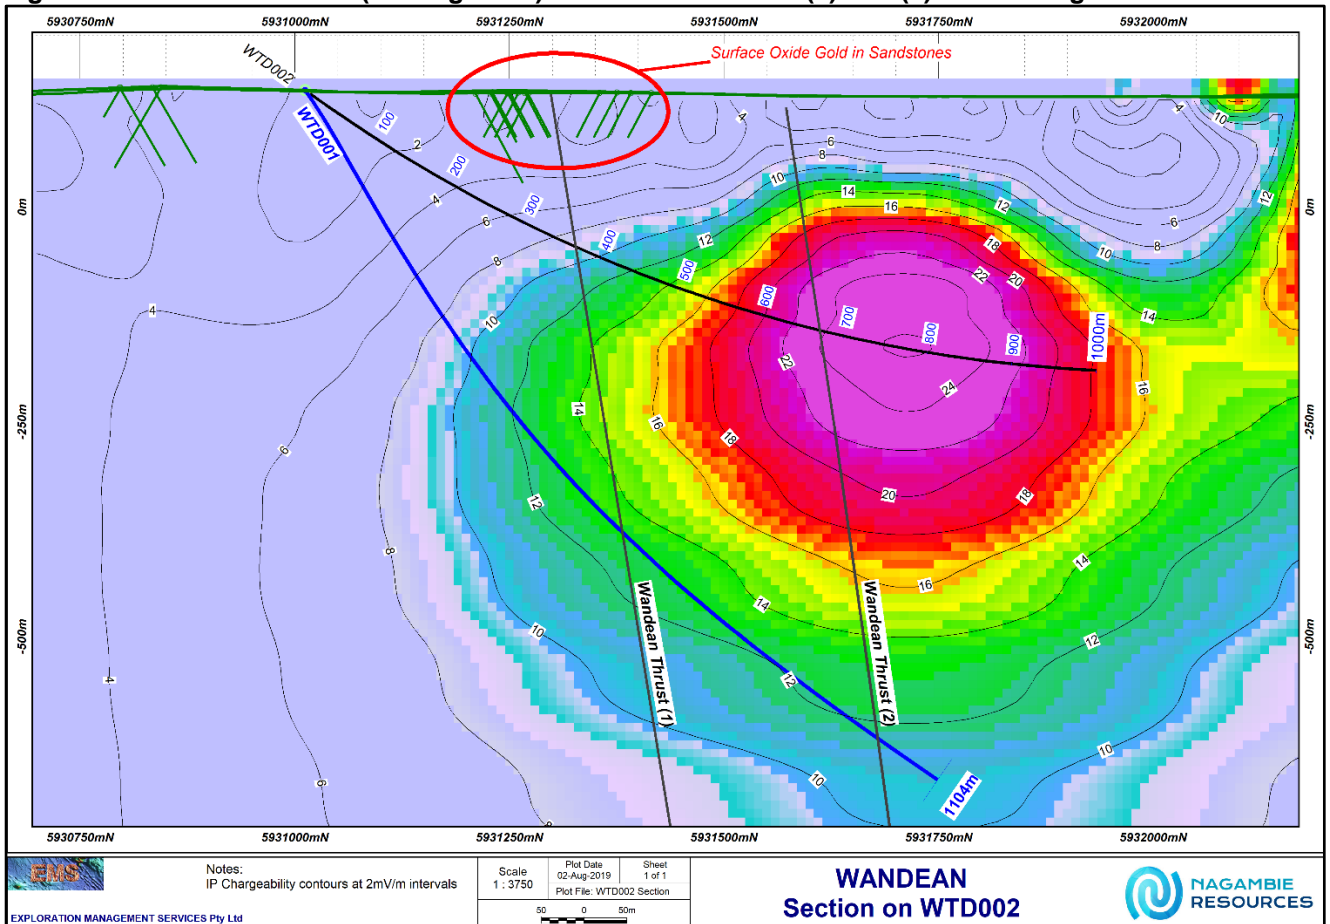 5930750mN 5931000mN 5931250mN 5931500mN 5931750mN 5932000mN
WTD002
Surface Oxide Gold in Sandstones
WTD001
100
200
300
400
500
600
700
800
900
1000m
1104m
2
4
6
8
10
12
14
16
18
20
22
24
0m
-250m
-500m
0m
-250m
-500m
Wandean Thrust (1)
Wandean Thrust (2)
5930750mN 5931000mN 5931250mN 5931500mN 5931750mN 5932000mN
EMS
EXPLORATION MANAGEMENT SERVICES Pty Ltd
Notes:
IP Chargeability contours at 2mV/m intervals
Scale
1 : 3750
Plot Date
02-Aug-2019
Sheet
1 of 1
Plot File: WTD002 Section
50 0 50m
WANDEAN
Section on WTD002
NAGAMBIE
RESOURCES